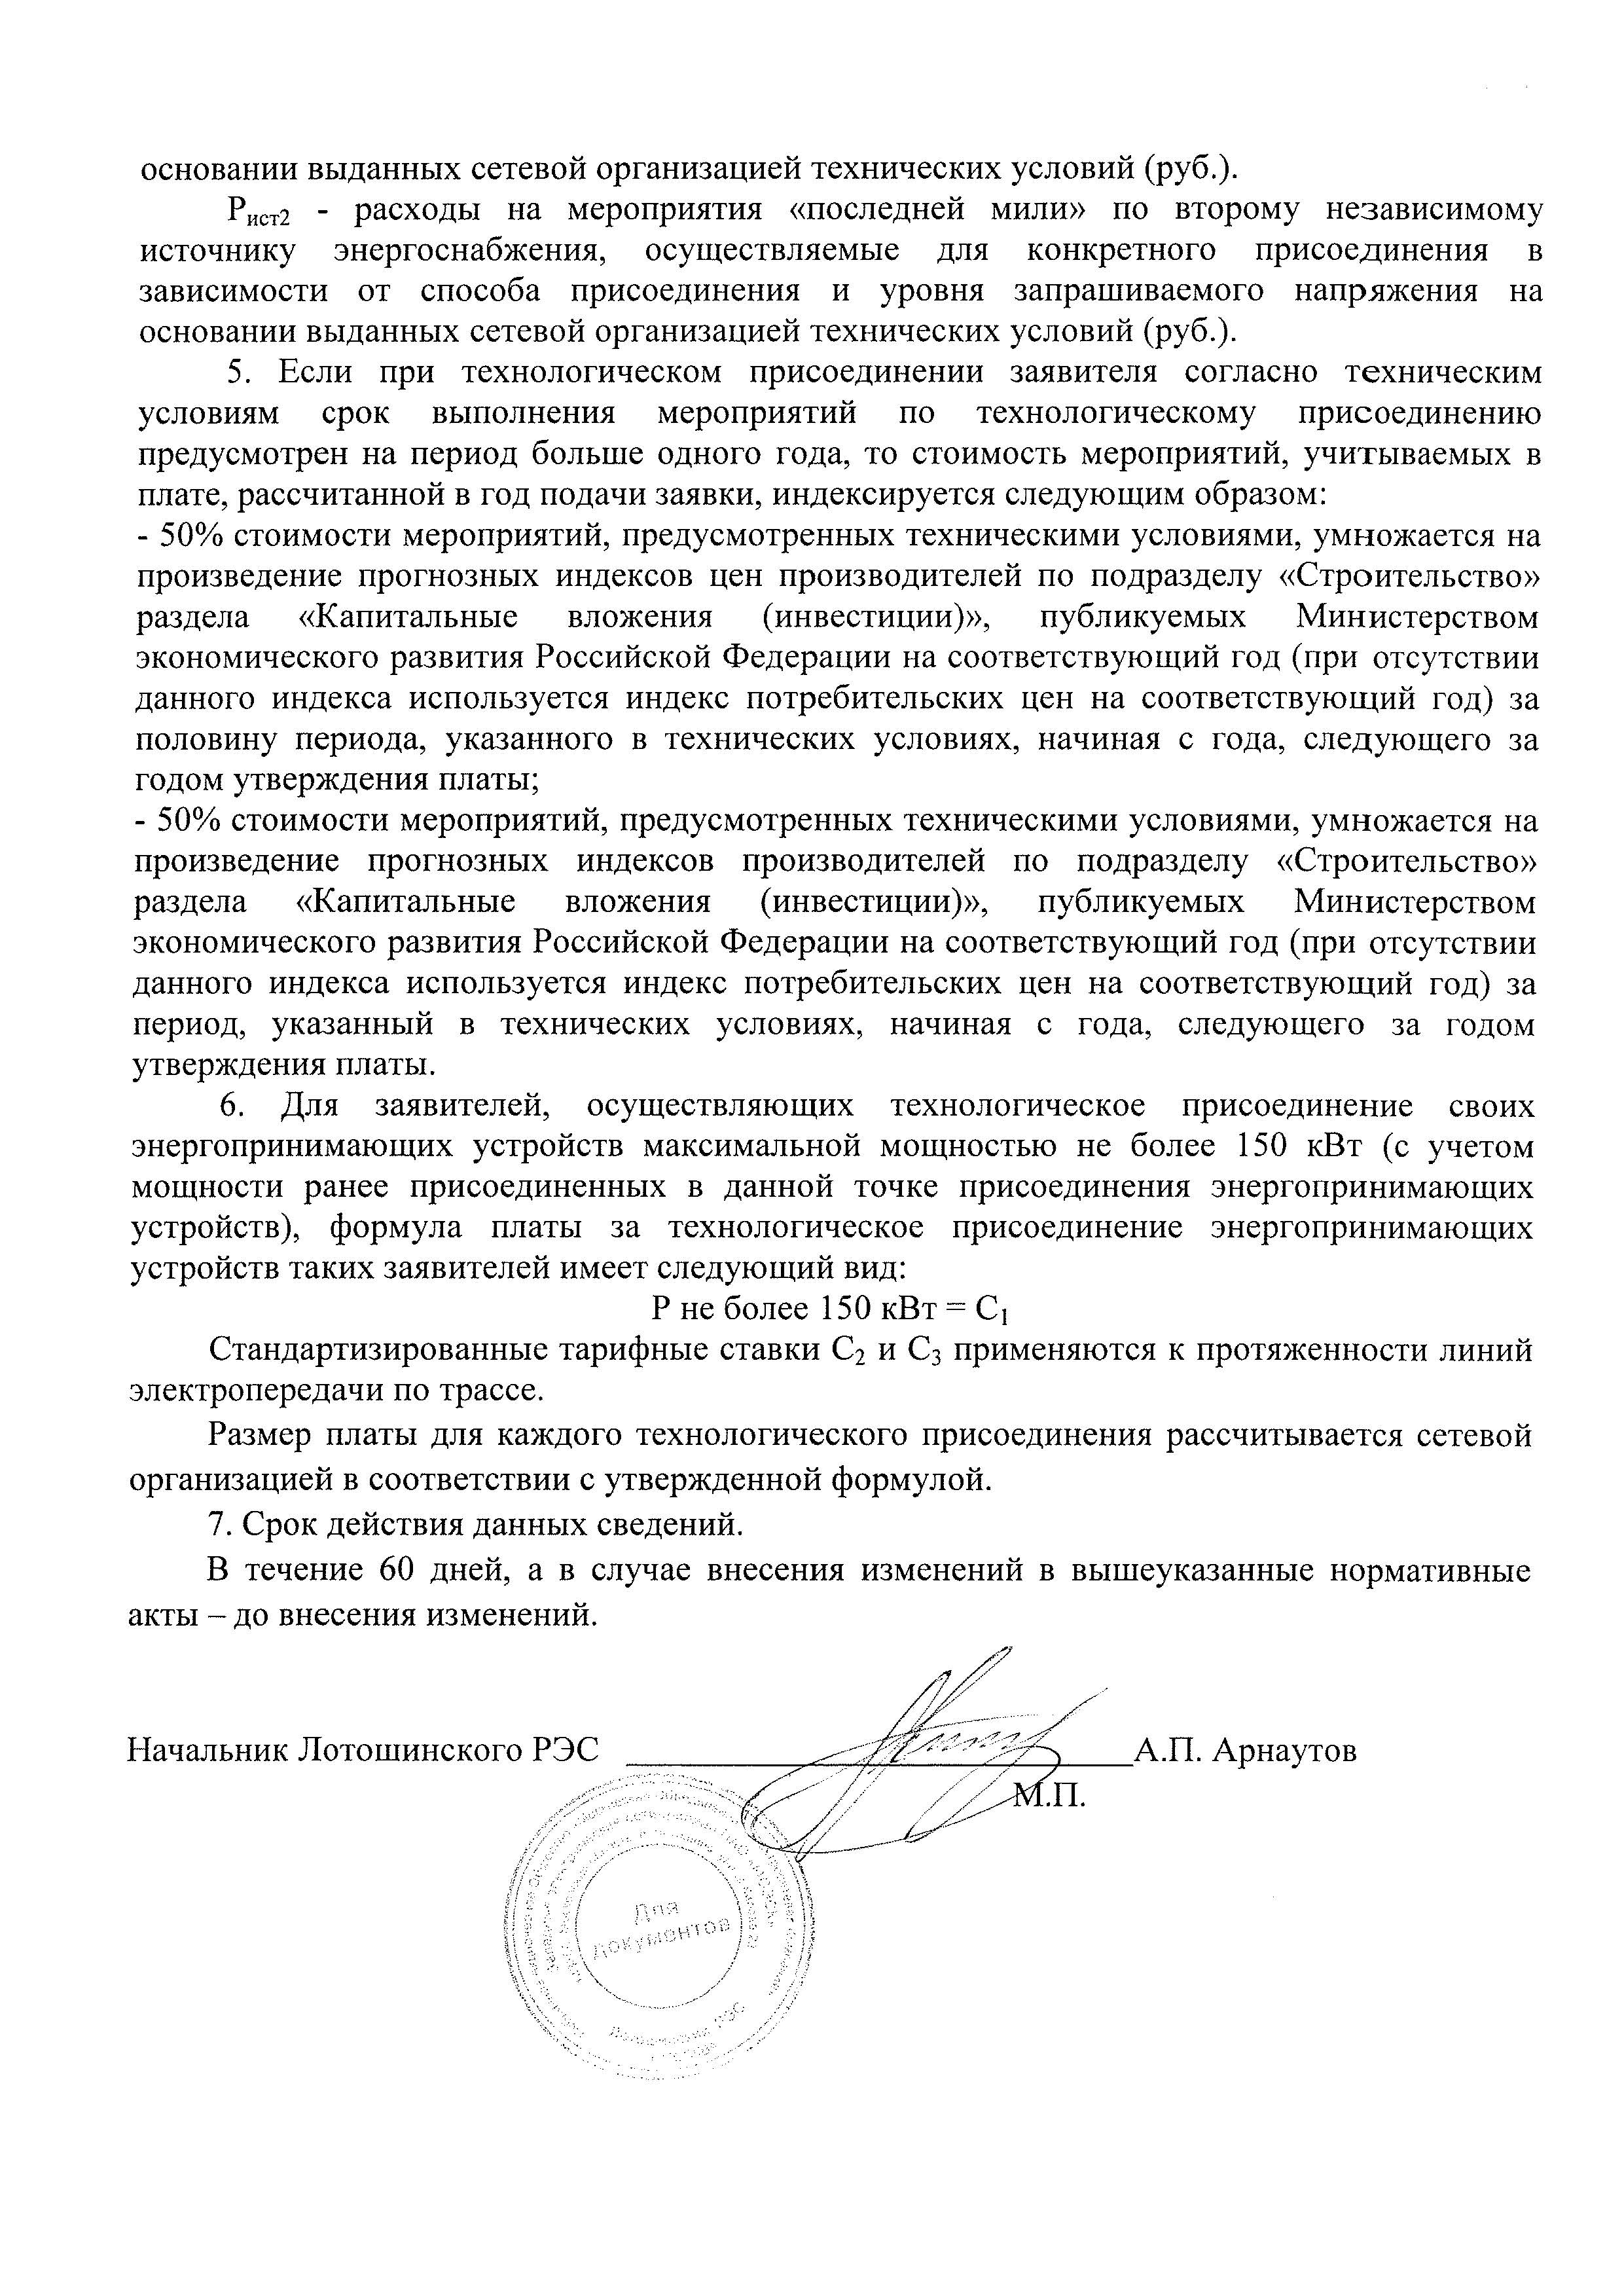 основании выданных сетевой организацией технических условий (руб.).
Рист2 - расходы на мероприятия «последней мили» по второму независимому
источнику энергоснабжения, осуществляемые для конкретного присоединения в
зависимости от способа присоединения и уровня запрашиваемого напряжения на
основании выданных сетевой организацией технических условий (руб.).
5. Если при технологическом присоединении заявителя согласно техническим
условиям срок выполнения мероприятий по технологическому присоединению
предусмотрен на период больше одного года, то стоимость мероприятий, учитываемых в
плате, рассчитанной в год подачи заявки, индексируется следующим образом:
- 50% стоимости мероприятий, предусмотренных техническими условиями, умножается на
произведение прогнозных индексов цен производителей по подразделу «Строительство»
раздела «Капитальные вложения (инвестиции)», публикуемых Министерством
экономического развития Российской Федерации на соответствующий год (при отсутствии
данного индекса используется индекс потребительских цен на соответствующий год) за
половину периода, указанного в технических условиях, начиная с года, следующего за
годом утверждения платы;
- 50% стоимости мероприятий, предусмотренных техническими условиями, умножается на
произведение прогнозных индексов производителей по подразделу «Строительство»
раздела «Капитальные вложения (инвестиции)», публикуемых Министерством
экономического развития Российской Федерации на соответствующий год (при отсутствии
данного индекса используется индекс потребительских цен на соответствующий год) за
период, указанный в технических условиях, начиная с года, следующего за годом
утверждения платы.
6. Для заявителей, осуществляющих технологическое присоединение своих
энергопринимающих устройств максимальной мощностью не более 150 кВт (с учетом
мощности ранее присоединенных в данной точке присоединения энергопринимающих
устройств), формула платы за технологическое присоединение энергопринимающих
устройств таких заявителей имеет следующий вид:
Р не более 150 кВт = С₁
Стандартизированные тарифные ставки С₂ и С₃ применяются к протяженности линий
электропередачи по трассе.
Размер платы для каждого технологического присоединения рассчитывается сетевой
организацией в соответствии с утвержденной формулой.
7. Срок действия данных сведений.
В течение 60 дней, а в случае внесения изменений в вышеуказанные нормативные
акты – до внесения изменений.
Начальник Лотошинского РЭС А.П. Арнаутов
М.П.
Для
документов
РЭС